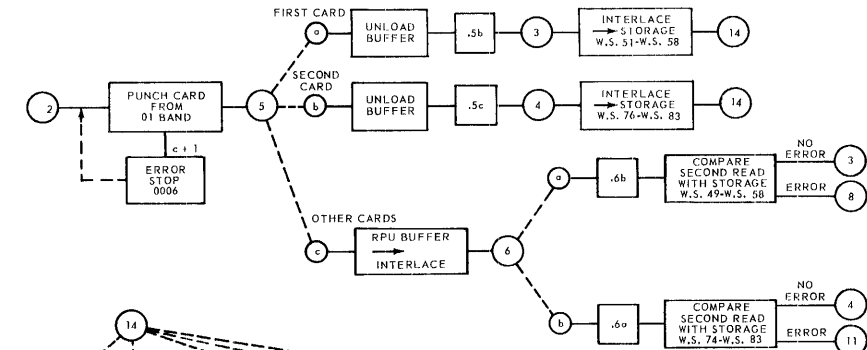 FIRST CARD
a
UNLOAD
BUFFER
.5b
3
INTERLACE
STORAGE
W.S. 51-W.S. 58
14
2
PUNCH CARD
FROM
01 BAND
5
SECOND
CARD
b
UNLOAD
BUFFER
.5c
4
INTERLACE
STORAGE
W.S. 76-W.S. 83
14
c + 1
ERROR
STOP
0006
OTHER CARDS
c
RPU BUFFER
INTERLACE
6
a
.6b
COMPARE
SECOND READ
WITH STORAGE
W.S. 49-W.S. 58
NO
ERROR
3
ERROR
8
b
.6a
COMPARE
SECOND READ
WITH STORAGE
W.S. 74-W.S. 83
NO
ERROR
4
ERROR
11
14